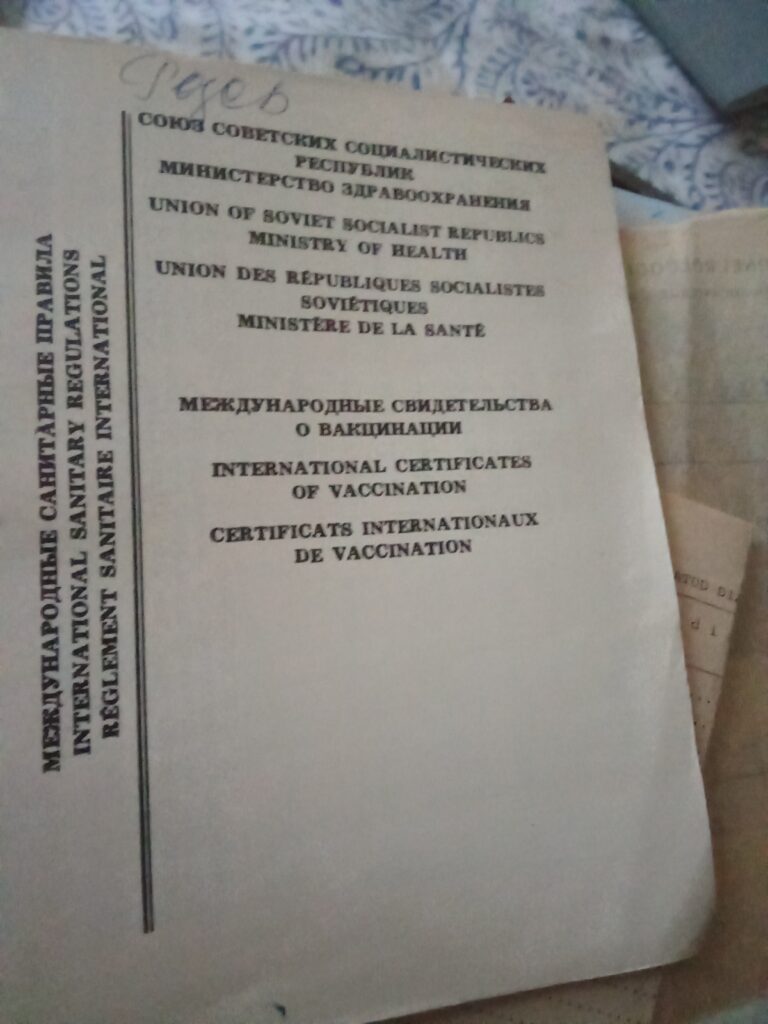 СОЮЗ СОВЕТСКИХ СОЦИАЛИСТИЧЕСКИХ
РЕСПУБЛИК
МИНИСТЕРСТВО ЗДРАВООХРАНЕНИЯ
UNION OF SOVIET SOCIALIST REPUBLICS
MINISTRY OF HEALTH
UNION DES RÉPUBLIQUES SOCIALISTES
SOVIÉTIQUES
MINISTÈRE DE LA SANTÉ
МЕЖДУНАРОДНЫЕ СВИДЕТЕЛЬСТВА
О ВАКЦИНАЦИИ
INTERNATIONAL CERTIFICATES
OF VACCINATION
CERTIFICATS INTERNATIONAUX
DE VACCINATION
МЕЖДУНАРОДНЫЕ САНИТАРНЫЕ ПРАВИЛА
INTERNATIONAL SANITARY REGULATIONS
RÉGLEMENT SANITAIRE INTERNATIONAL